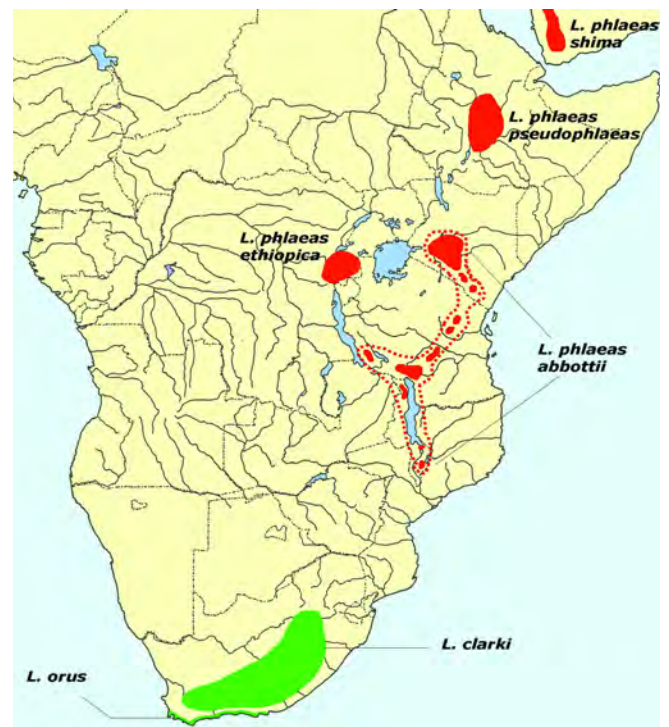 L. phlaeas
shima
L. phlaeas
pseudophlaeas
L. phlaeas
ethiopica
L. phlaeas
abbottii
L. clarki
L. orus